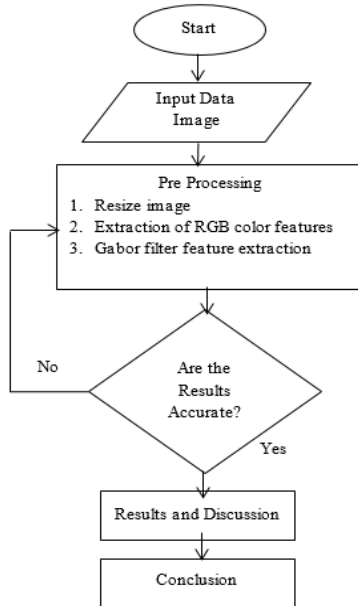 Start
Input Data
Image
Pre Processing
1. Resize image
2. Extraction of RGB color features
3. Gabor filter feature extraction
Are the
Results
Accurate?
No
Yes
Results and Discussion
Conclusion